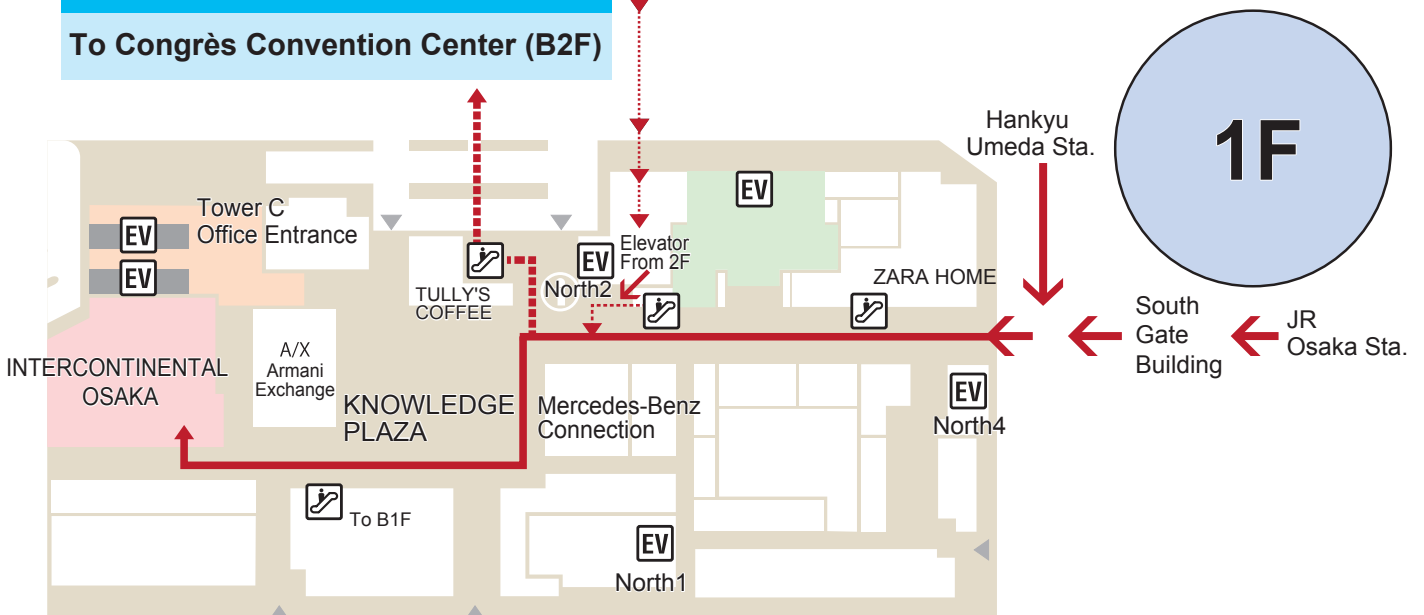 To Congrès Convention Center (B2F)
1F
Hankyu
Umeda Sta.
EV
Tower C
Office Entrance
EV
EV
EV
North2
Elevator
From 2F
TULLY'S
COFFEE
ZARA HOME
South
Gate
Building
JR
Osaka Sta.
INTERCONTINENTAL
OSAKA
A/X
Armani
Exchange
KNOWLEDGE
PLAZA
Mercedes-Benz
Connection
EV
North4
To B1F
EV
North1